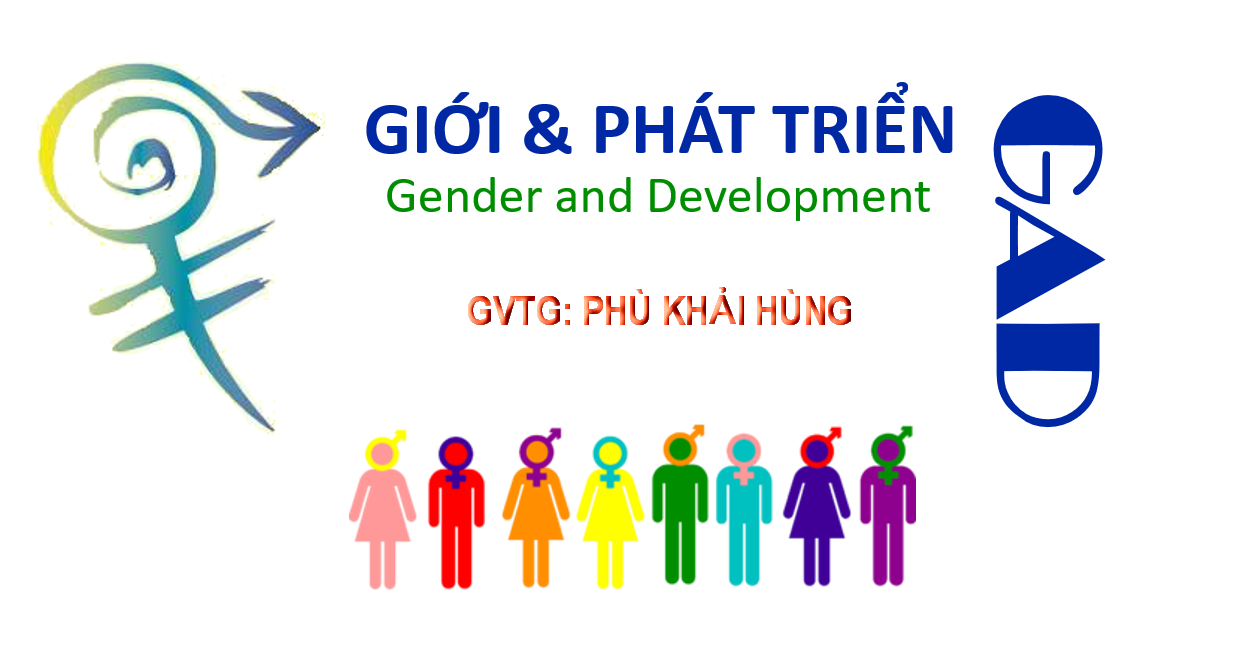 GIỚI & PHÁT TRIỂN
Gender and Development
GVTG: PHÙ KHẢI HÙNG
GAD